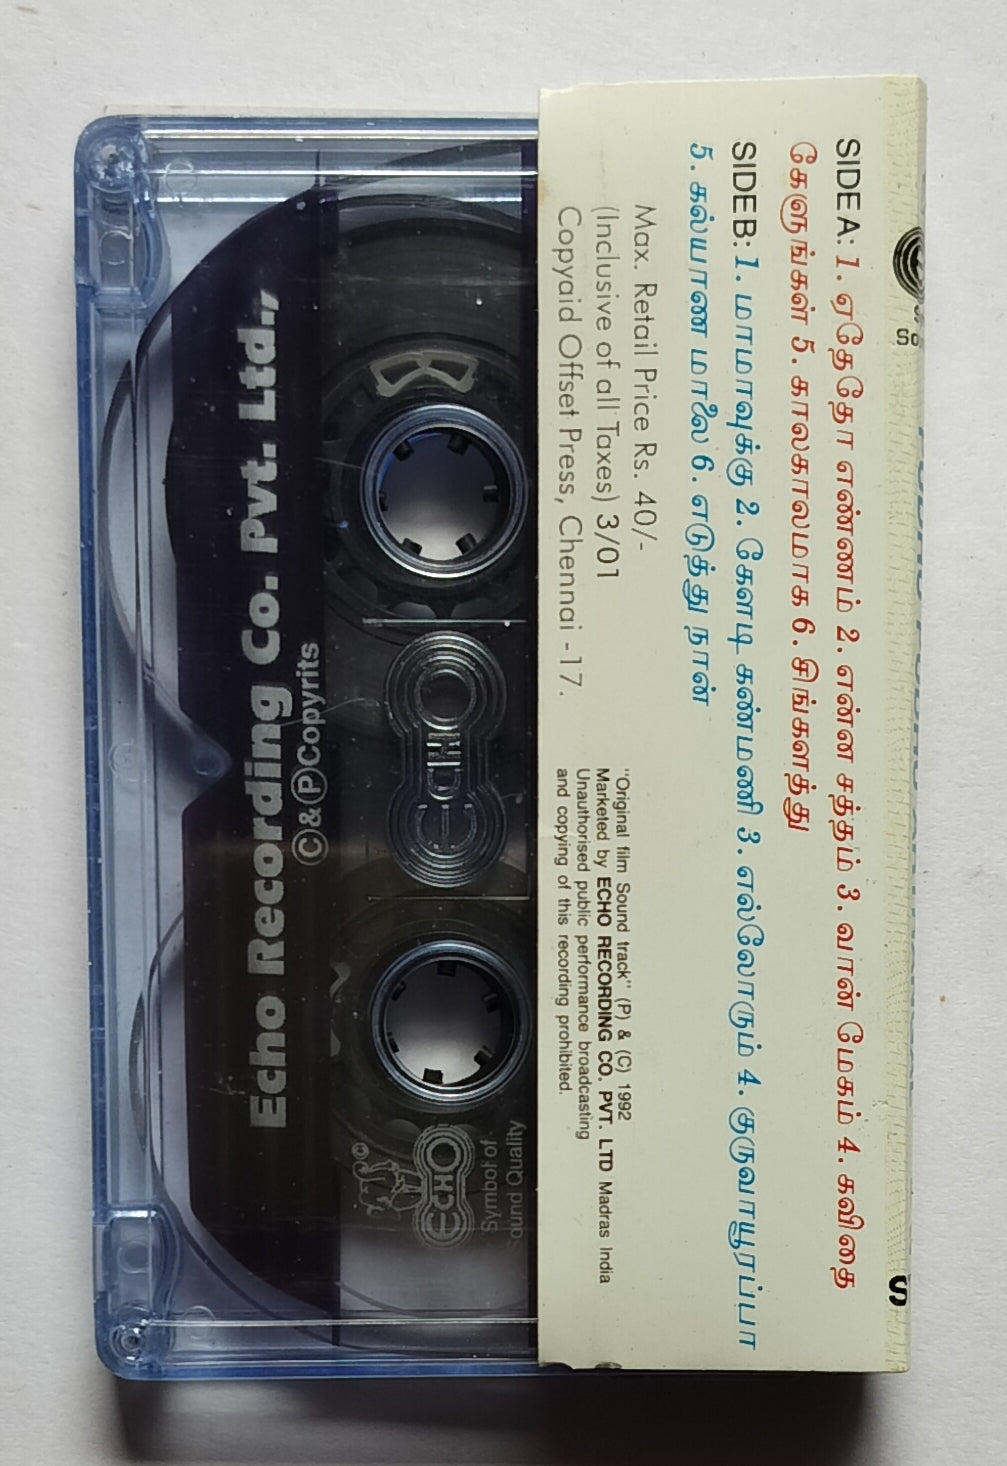 SIDE A: 1. ஏதேதோ எண்ணம் 2. என்ன சத்தம் 3. வான் மேகம் 4. கவிதை
கேளுங்கள் 5. காலகாலமாக 6. சிங்களத்து
SIDE B: 1. மாமாவுக்கு 2. கேளடி கண்மணி 3. எல்லோரும் 4. குருவாயூரப்பா
5. கல்யாண மாலை 6. எடுத்து நான்
Max. Retail Price Rs. 40/-
(Inclusive of all Taxes) 3/01
Copyaid Offset Press, Chennai -17.
"Original film Sound track" (P) & (C) 1992
Marketed by ECHO RECORDING CO. PVT. LTD Madras India
Unauthorised public performance broadcasting
and copying of this recording prohibited.
ECHO
ECHO
Symbol of
Sound Quality
Echo Recording Co. Pvt. Ltd.,
©&ⓅCopyrits